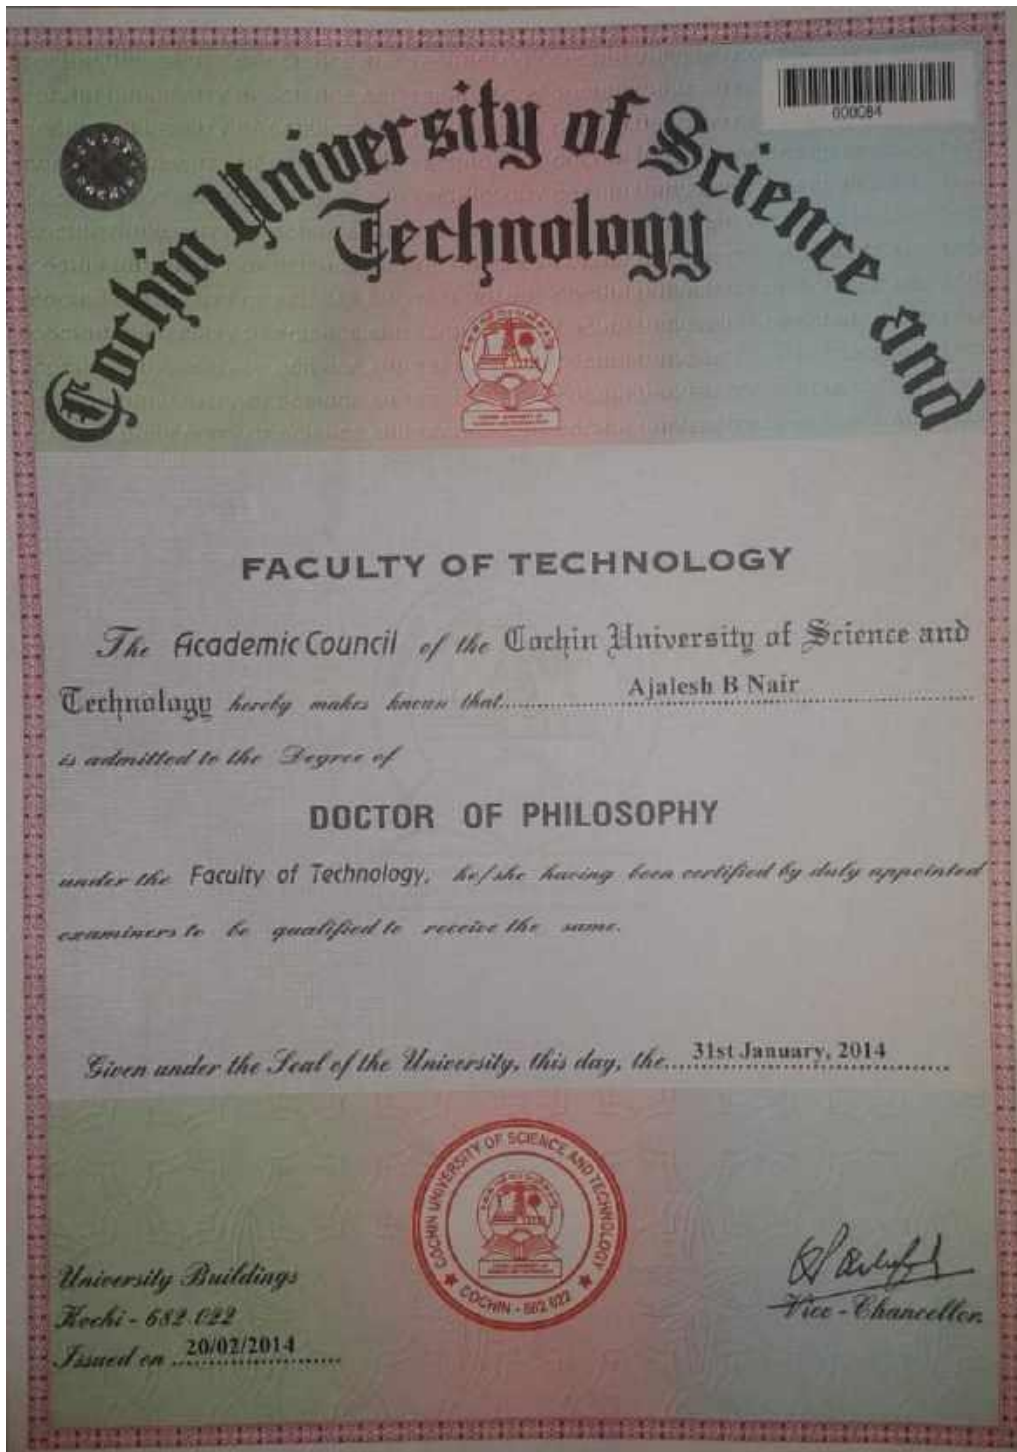 000084
Cochin University of Science and
Technology
FACULTY OF TECHNOLOGY
The Academic Council of the Cochin University of Science and
Technology hereby makes known that..........Ajalesh B Nair..........
is admitted to the Degree of
DOCTOR OF PHILOSOPHY
under the Faculty of Technology, he/she having been certified by duly appointed
examiners to be qualified to receive the same.
Given under the Seal of the University, this day, the....31st January, 2014....
COCHIN UNIVERSITY OF SCIENCE AND TECHNOLOGY
COCHIN - 682 022
University Buildings
Kochi - 682 022
Issued on 20/02/2014
Vice-Chancellor